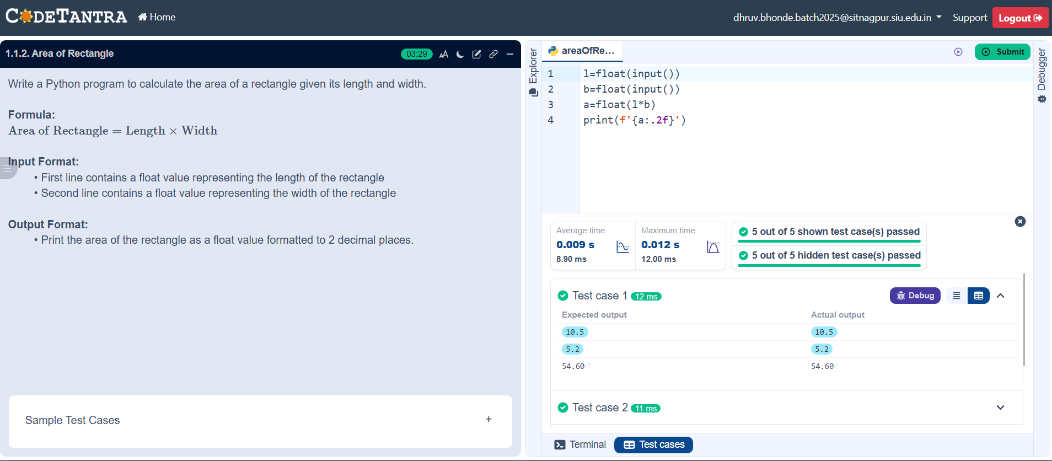 CODETANTRA Home dhruv.bhonde.batch2025@sitnagpur.siu.edu.in Support Logout
1.1.2. Area of Rectangle 03:29 AA
Write a Python program to calculate the area of a rectangle given its length and width.
Formula:
Area of Rectangle = Length × Width
Input Format:
• First line contains a float value representing the length of the rectangle
• Second line contains a float value representing the width of the rectangle
Output Format:
• Print the area of the rectangle as a float value formatted to 2 decimal places.
Sample Test Cases +
Explorer
areaOfRe...
Submit
Debugger
1 l=float(input())
2 b=float(input())
3 a=float(l*b)
4 print(f'{a:.2f}')
Average time
0.009 s
8.90 ms
Maximum time
0.012 s
12.00 ms
5 out of 5 shown test case(s) passed
5 out of 5 hidden test case(s) passed
Test case 1 12 ms Debug
Expected output Actual output
10.5 10.5
5.2 5.2
54.60 54.60
Test case 2 11 ms
Terminal Test cases